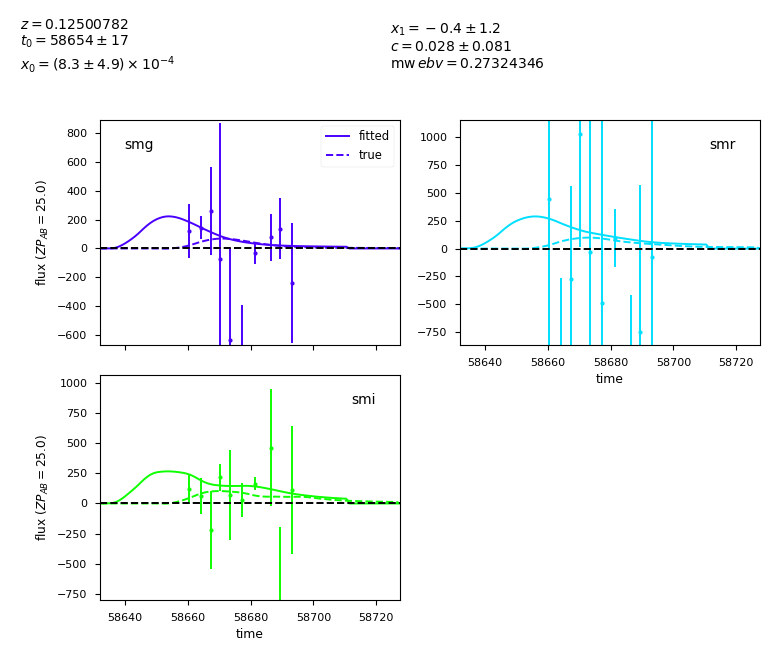 z = 0.12500782
t₀ = 58654 ± 17
x₀ = (8.3 ± 4.9) × 10⁻⁴
x₁ = −0.4 ± 1.2
c = 0.028 ± 0.081
mw ebv = 0.27324346
smg
fitted
true
800
600
400
200
0
−200
−400
−600
flux (ZP_AB = 25.0)
smr
1000
750
500
250
0
−250
−500
−750
58640 58660 58680 58700 58720
time
smi
1000
750
500
250
0
−250
−500
−750
flux (ZP_AB = 25.0)
58640 58660 58680 58700 58720
time